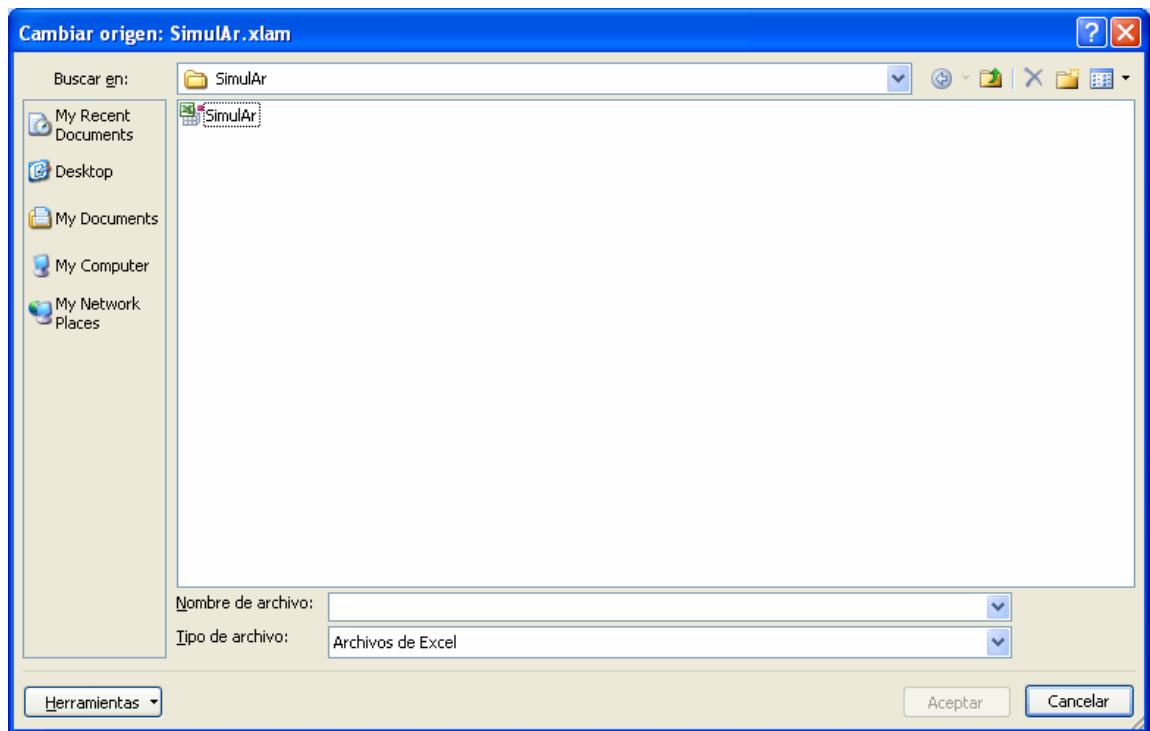 Cambiar origen: SimulAr.xlam
Buscar en:
SimulAr
My Recent
Documents
Desktop
My Documents
My Computer
My Network
Places
SimulAr
Nombre de archivo:
Tipo de archivo:
Archivos de Excel
Herramientas
Aceptar
Cancelar